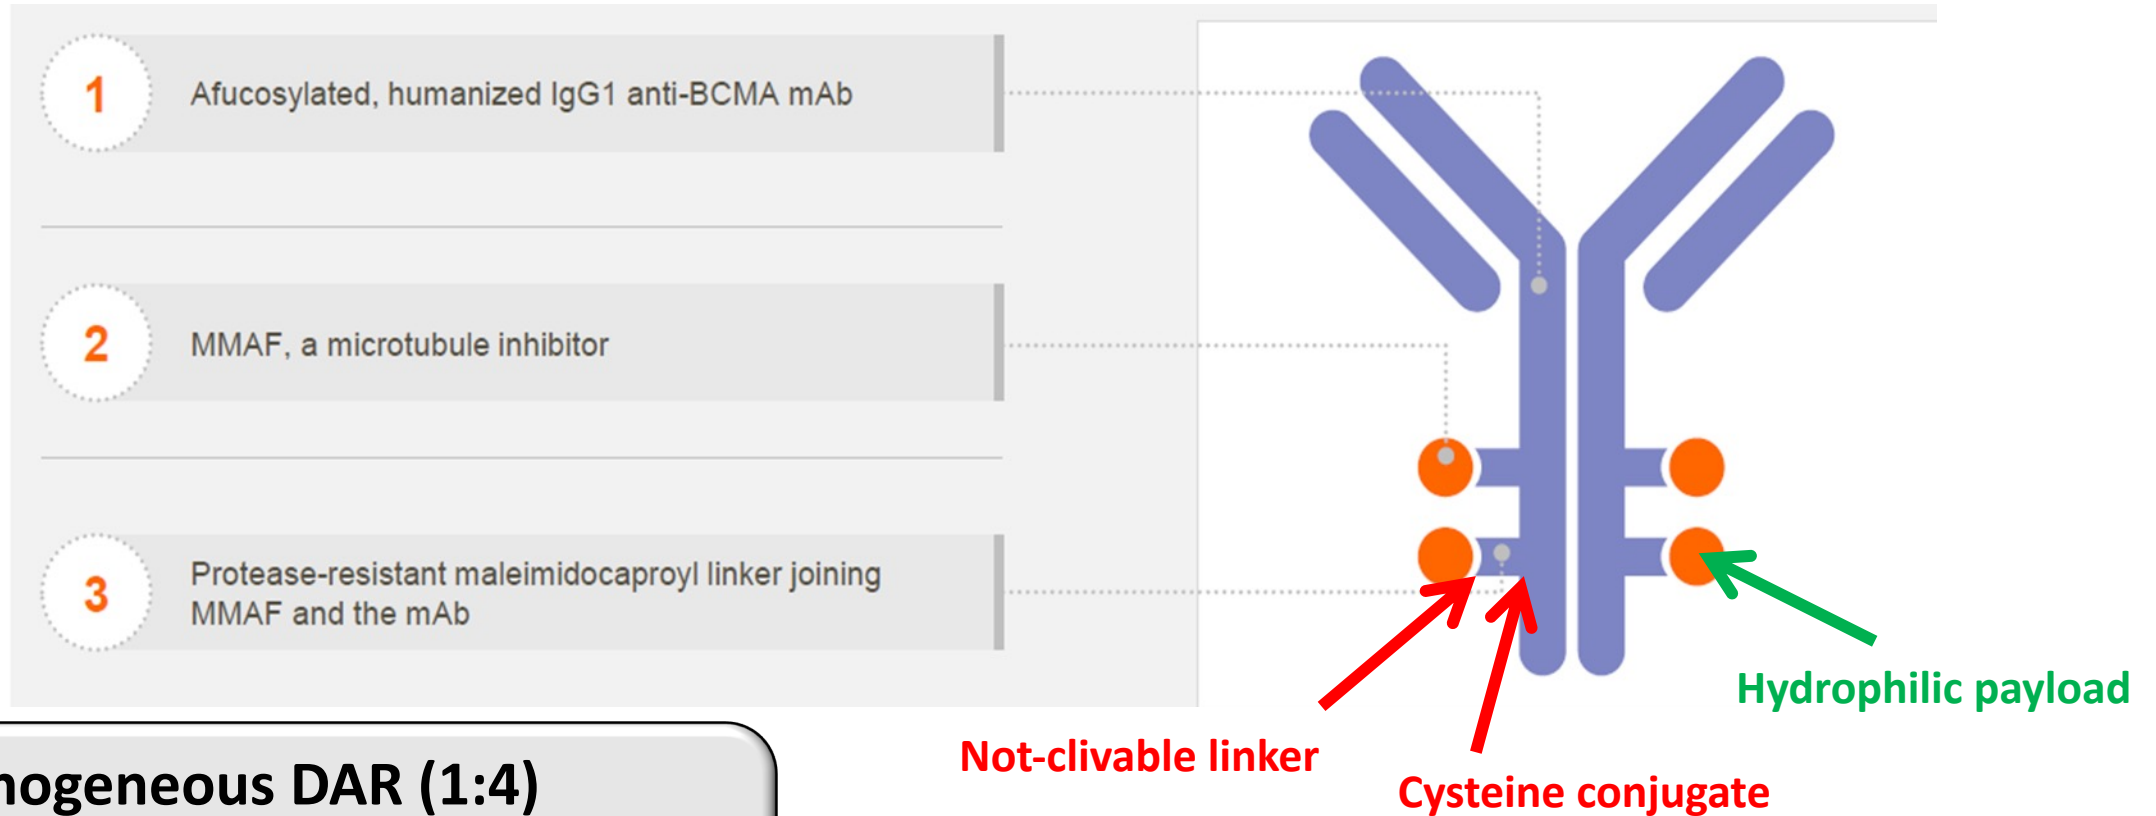 1
Afucosylated, humanized IgG1 anti-BCMA mAb
2
MMAF, a microtubule inhibitor
3
Protease-resistant maleimidocaproyl linker joining
MMAF and the mAb
Hydrophilic payload
Not-clivable linker
Cysteine conjugate
DAR (1:4)